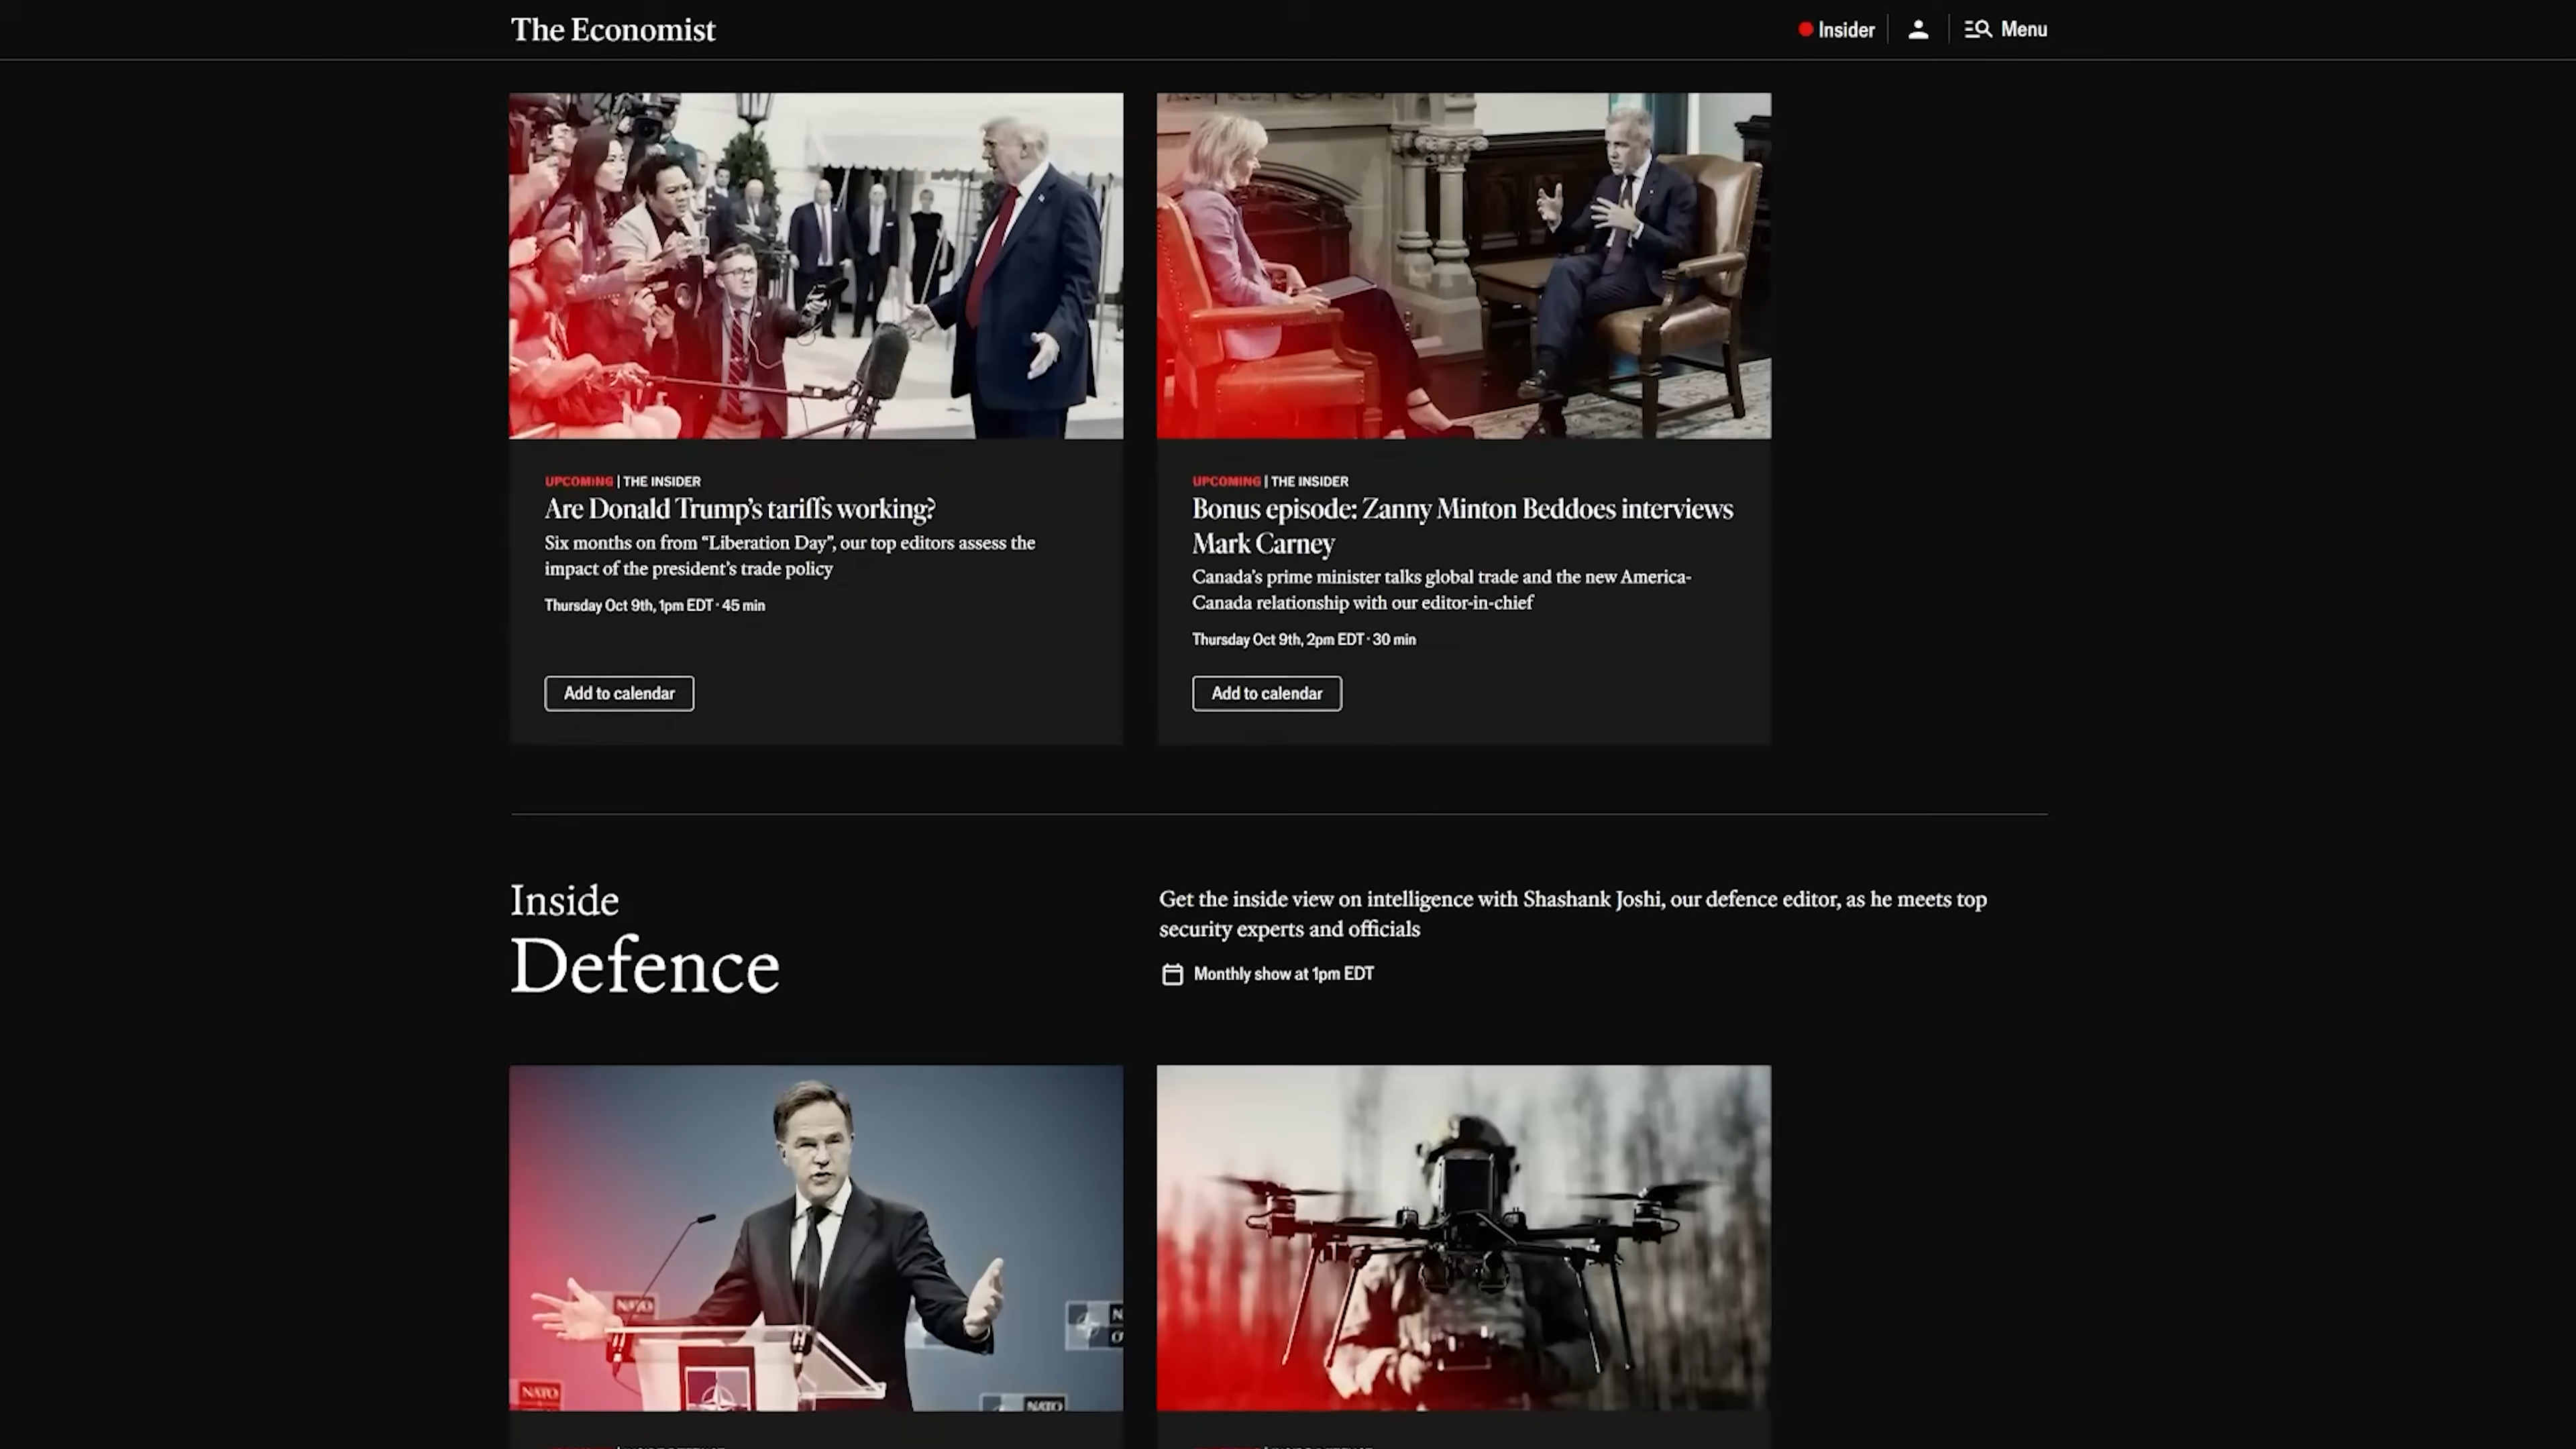 The Economist
Insider
Menu
UPCOMING | THE INSIDER
Are Donald Trump's tariffs working?
Six months on from “Liberation Day”, our top editors assess the
impact of the president's trade policy
Thursday Oct 9th, 1pm EDT · 45 min
Add to calendar
UPCOMING | THE INSIDER
Bonus episode: Zanny Minton Beddoes interviews
Mark Carney
Canada's prime minister talks global trade and the new America-
Canada relationship with our editor-in-chief
Thursday Oct 9th, 2pm EDT · 30 min
Add to calendar
Inside
Defence
Get the inside view on intelligence with Shashank Joshi, our defence editor, as he meets top
security experts and officials
Monthly show at 1pm EDT
NATO
NATO
NATO